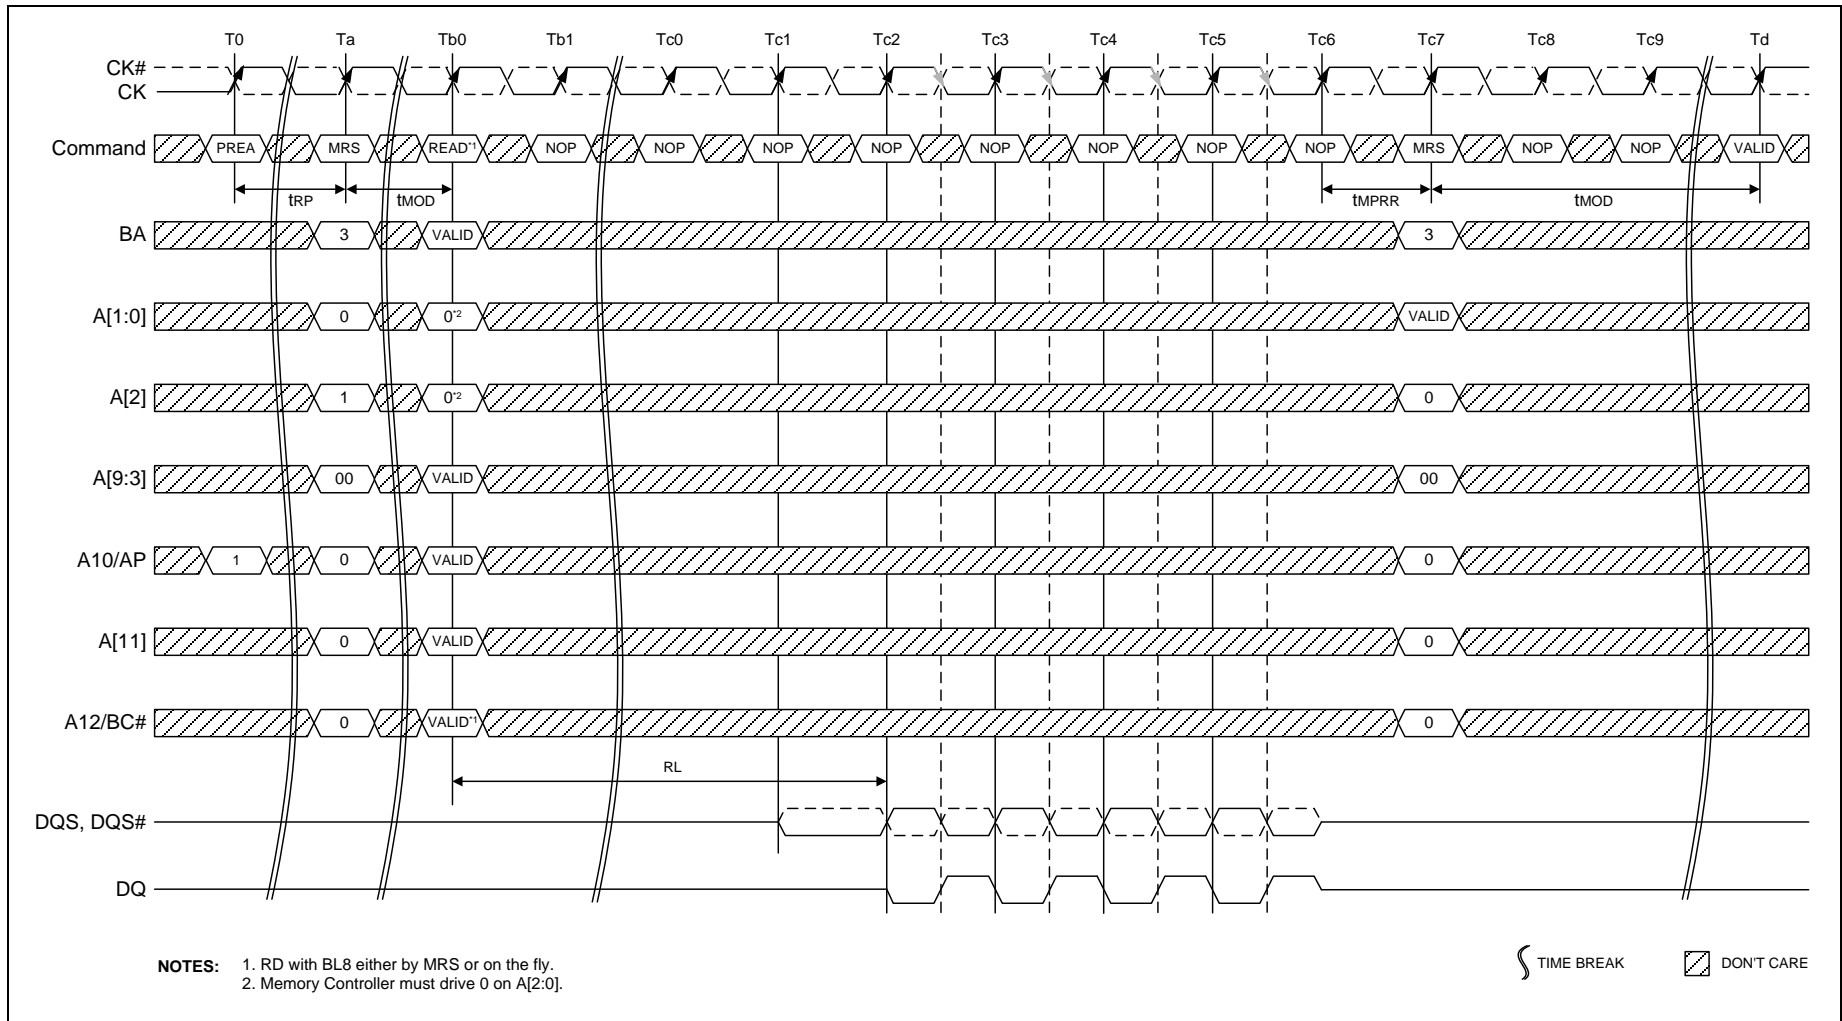 T0 Ta Tb0 Tb1 Tc0 Tc1 Tc2 Tc3 Tc4 Tc5 Tc6 Tc7 Tc8 Tc9 Td
CK#
CK
Command PREA MRS READ*1 NOP NOP NOP NOP NOP NOP NOP NOP MRS NOP NOP VALID
tRP tMOD tMPRR tMOD
BA 3 VALID 3
A[1:0] 0 0*2 VALID
A[2] 1 0*2 0
A[9:3] 00 VALID 00
A10/AP 1 0 VALID 0
A[11] 0 VALID 0
A12/BC# 0 VALID*1 0
RL
DQS, DQS#
DQ
NOTES: 1. RD with BL8 either by MRS or on the fly.
2. Memory Controller must drive 0 on A[2:0].
TIME BREAK DON'T CARE